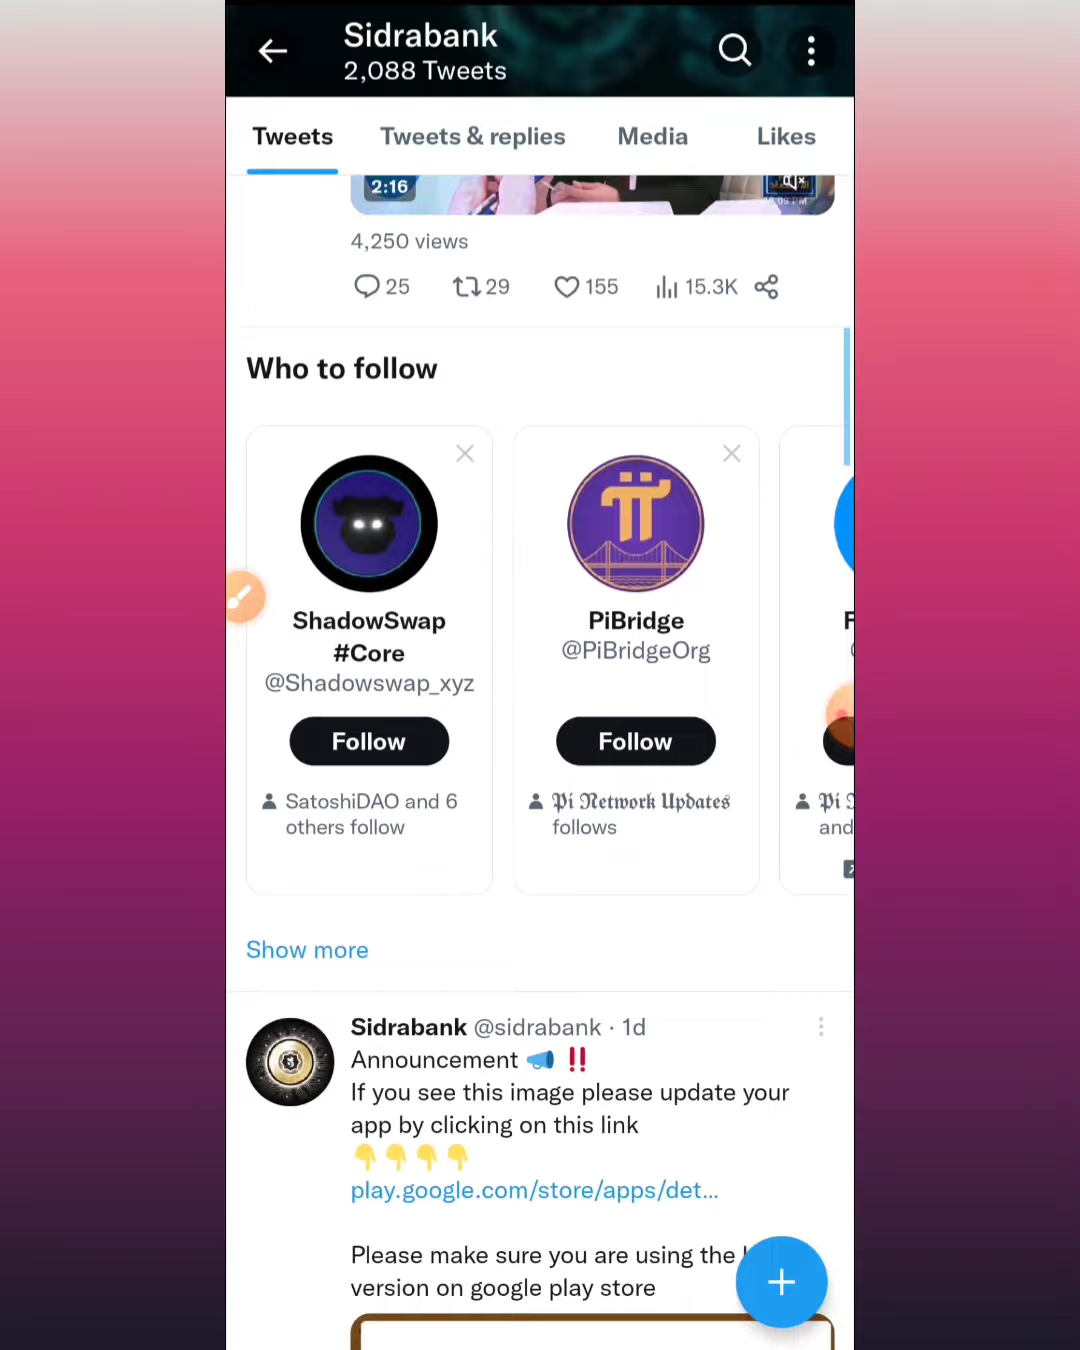 Sidrabank
2,088 Tweets
Tweets
Tweets & replies
Media
Likes
2:16
4,250 views
25
29
155
15.3K
Who to follow
ShadowSwap
#Core
@Shadowswap_xyz
Follow
SatoshiDAO and 6
others follow
PiBridge
@PiBridgeOrg
Follow
𝕻𝖎 𝕹𝖊𝖙𝖜𝖔𝖗𝖐 𝖀𝖕𝖉𝖆𝖙𝖊𝖘
follows
𝕻𝖎
and
Show more
Sidrabank @sidrabank · 1d
Announcement 📣 ‼️
If you see this image please update your
app by clicking on this link
👇👇👇👇
play.google.com/store/apps/det...
Please make sure you are using the
version on google play store